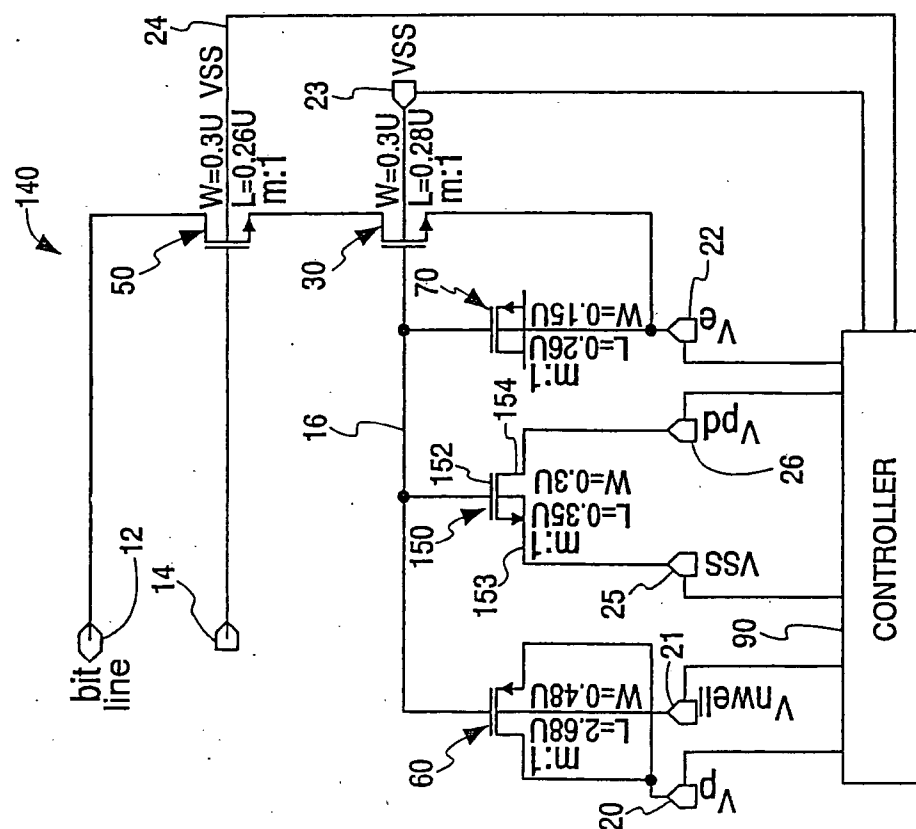 140
24
bit
line
12
14
50
W=0.3U VSS
L=0.26U
m:1
30
W=0.3U
L=0.28U
m:1
23
VSS
16
70
W=0.15U
L=0.26U
m:1
Ve
22
150
152
154
W=0.3U
L=0.35U
m:1
153
VSS
25
Vpd
26
60
W=0.48U
L=2.68U
m:1
Vp
20
Vnwell
21
90
CONTROLLER